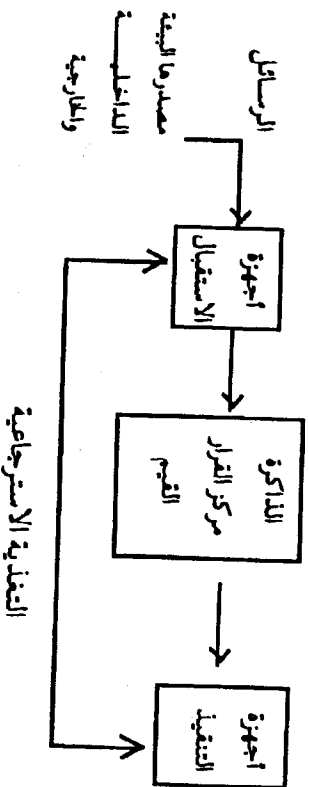 الرسائل
مصدرها البيئة
الداخلية
والخارجية
أجهزة
الاستقبال
الذاكرة
مركز القرار
القيم
أجهزة
التنفيذ
التغذية الاسترجاعية